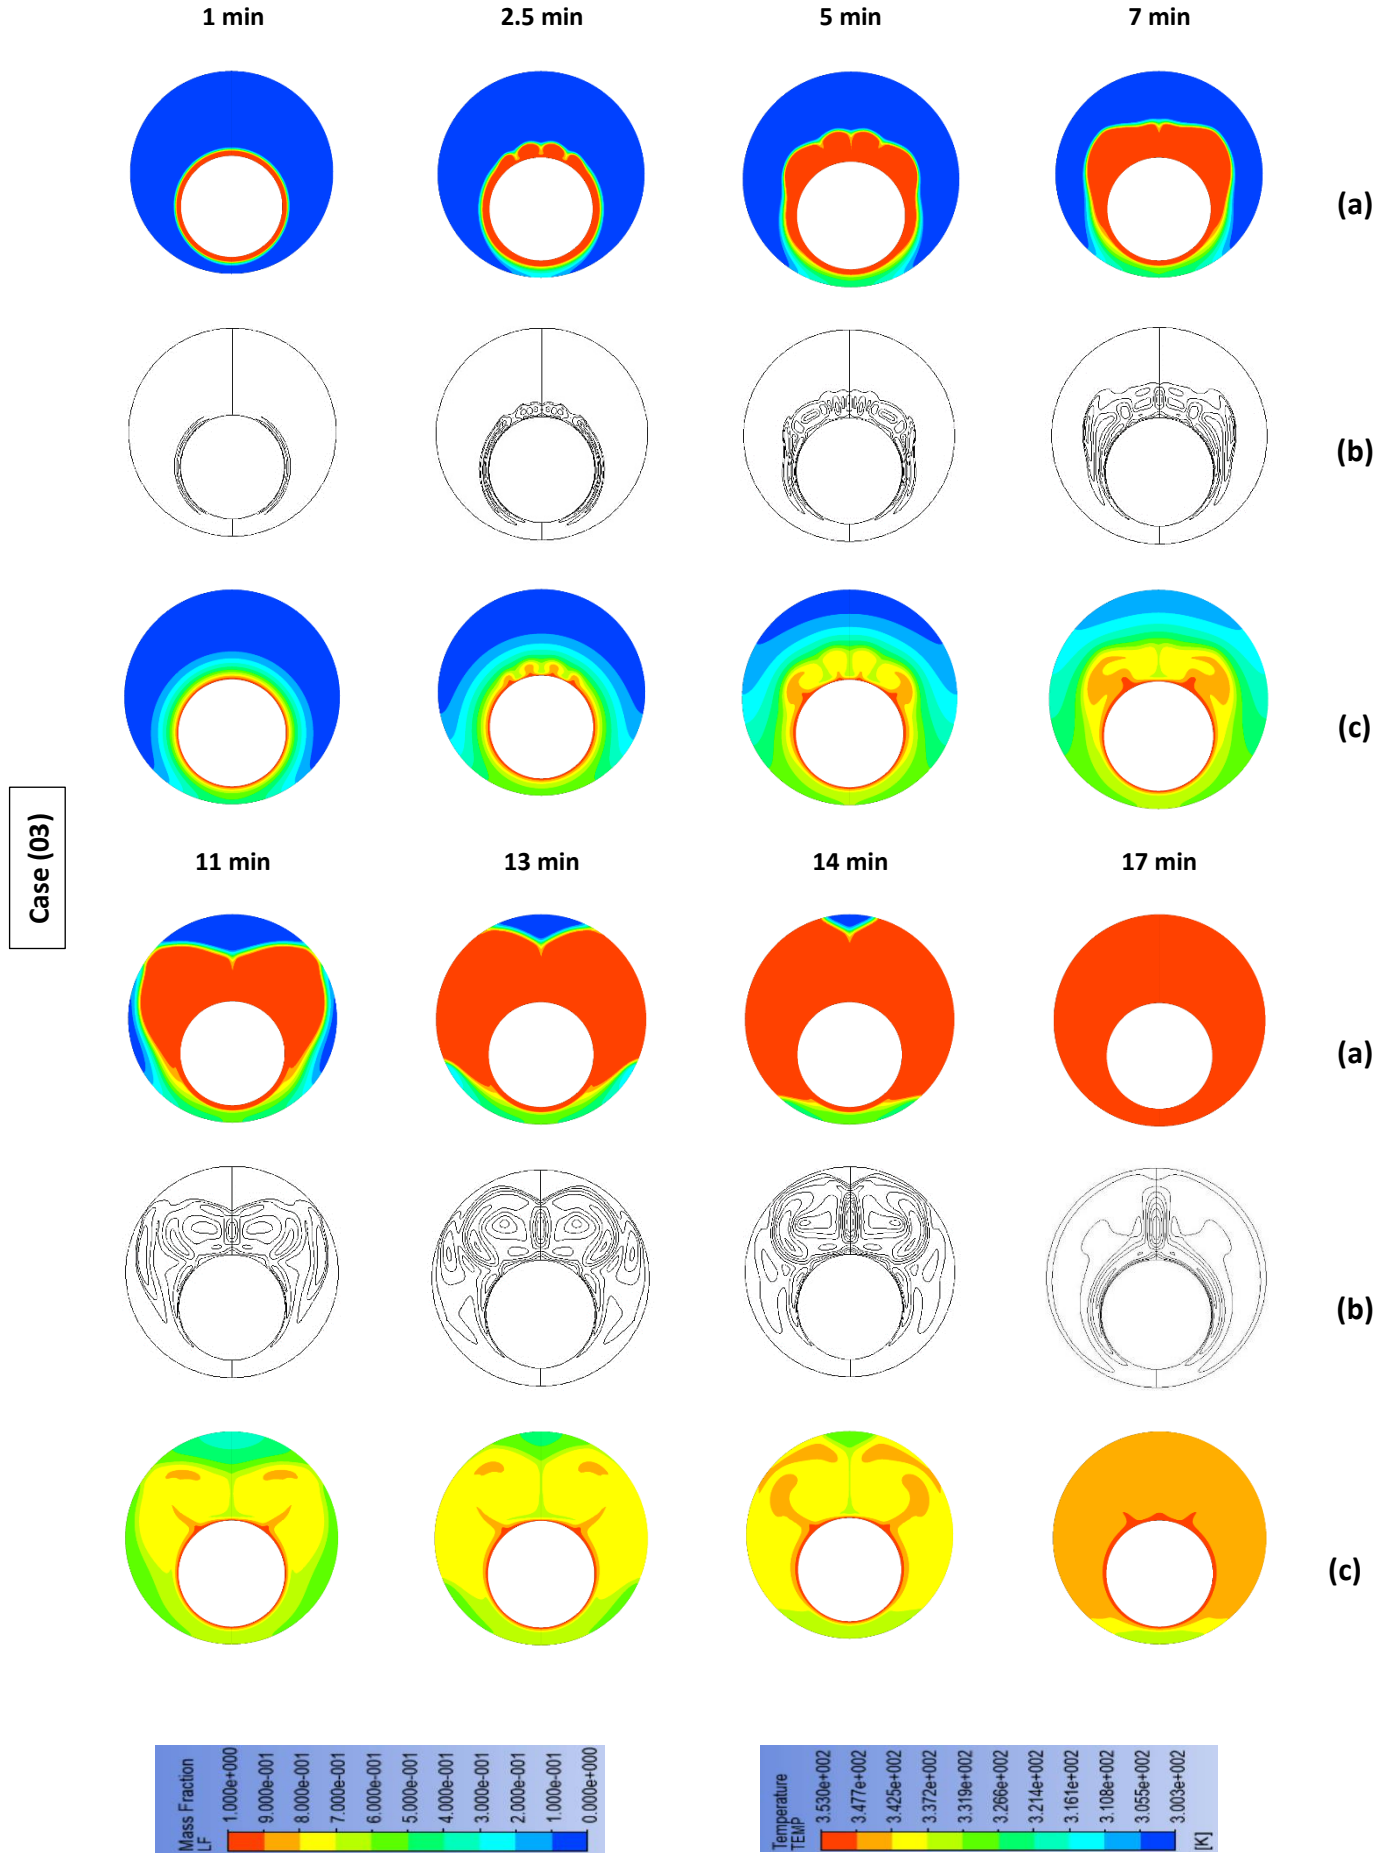 1 min 2.5 min 5 min 7 min
(a)
(b)
(c)
Case (03)
11 min 13 min 14 min 17 min
(a)
(b)
(c)
Mass Fraction
LF
1.000e+000
9.000e-001
8.000e-001
7.000e-001
6.000e-001
5.000e-001
4.000e-001
3.000e-001
2.000e-001
1.000e-001
0.000e+000
Temperature
TEMP
3.530e+002
3.477e+002
3.425e+002
3.372e+002
3.319e+002
3.266e+002
3.214e+002
3.161e+002
3.108e+002
3.055e+002
3.003e+002
[K]